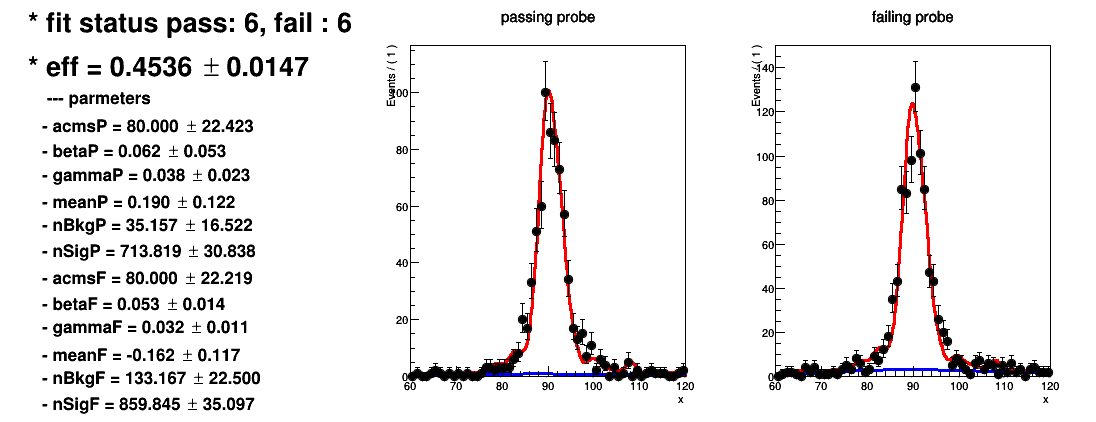 * fit status pass: 6, fail : 6
* eff = 0.4536 ± 0.0147
--- parmeters
- acmsP = 80.000 ± 22.423
- betaP = 0.062 ± 0.053
- gammaP = 0.038 ± 0.023
- meanP = 0.190 ± 0.122
- nBkgP = 35.157 ± 16.522
- nSigP = 713.819 ± 30.838
- acmsF = 80.000 ± 22.219
- betaF = 0.053 ± 0.014
- gammaF = 0.032 ± 0.011
- meanF = -0.162 ± 0.117
- nBkgF = 133.167 ± 22.500
- nSigF = 859.845 ± 35.097
passing probe
Events / ( 1 )
100
80
60
40
20
0
60 70 80 90 100 110 120
x
failing probe
Events / ( 1 )
140
120
100
80
60
40
20
0
60 70 80 90 100 110 120
x